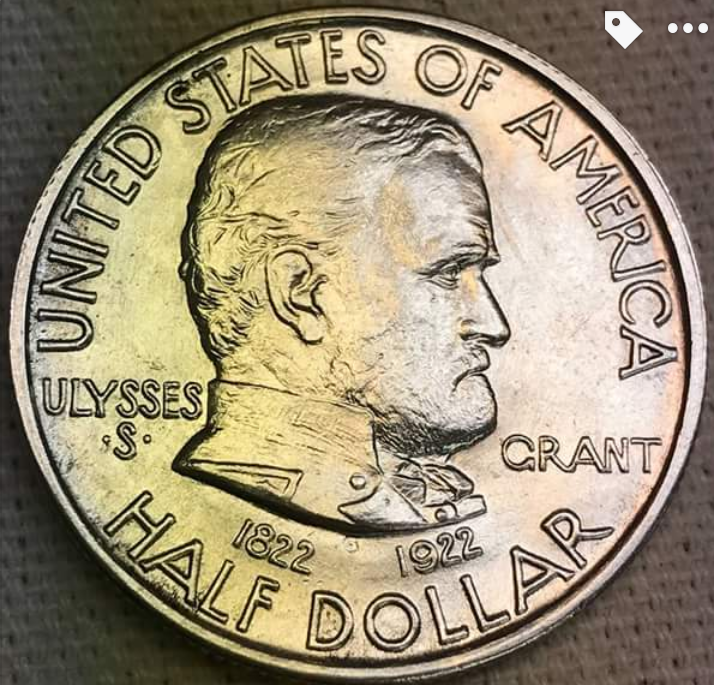 UNITED STATES OF AMERICA
ULYSSES
·S·
GRANT
1822 1922
HALF DOLLAR